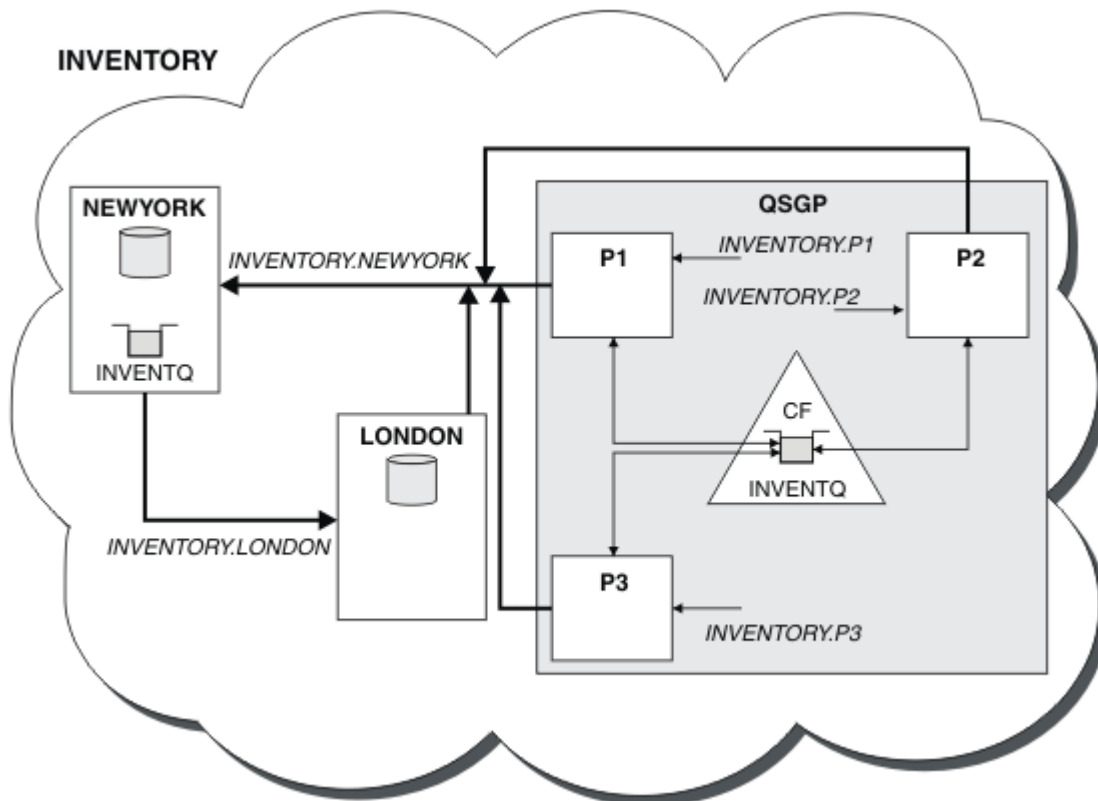 INVENTORY
QSGP
NEWYORK
INVENTORY.NEWYORK
P1
INVENTORY.P1
P2
INVENTORY.P2
INVENTQ
CF
INVENTQ
LONDON
INVENTORY.LONDON
P3
INVENTORY.P3